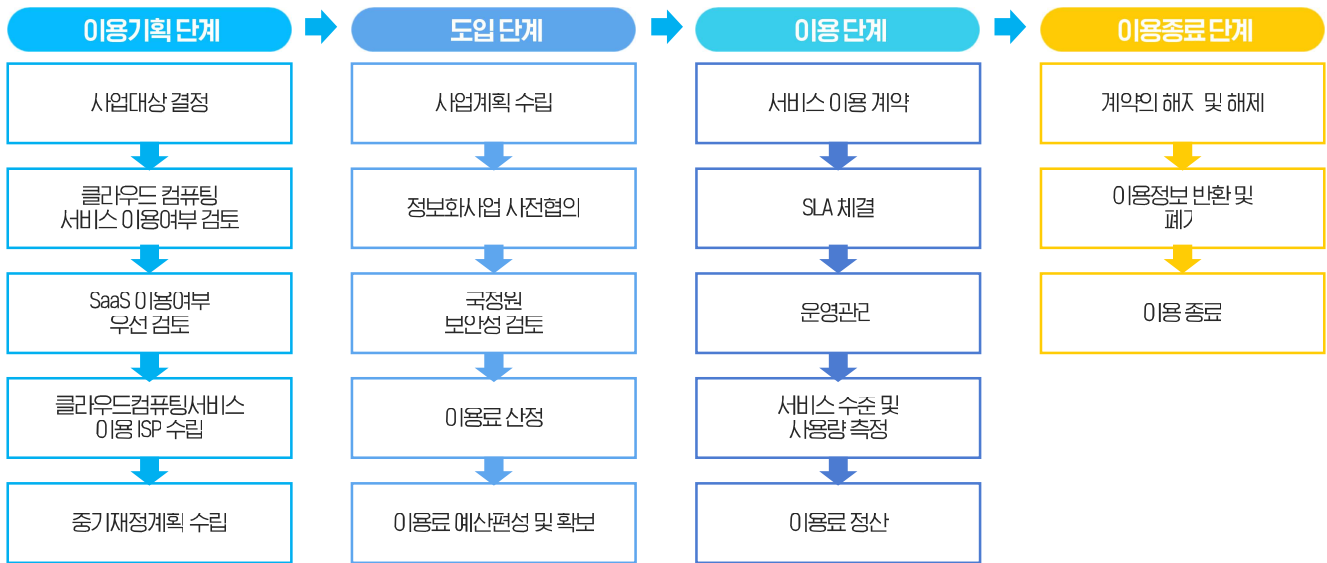 이용기획 단계
사업대상 결정
클라우드 컴퓨팅
서비스 이용여부 검토
SaaS 이용여부
우선 검토
클라우드컴퓨팅서비스
이용 ISP 수립
중기재정계획 수립
도입 단계
사업계획 수립
정보화사업 사전협의
국정원
보안성 검토
이용료 산정
이용료 예산편성 및 확보
이용 단계
서비스 이용 계약
SLA 체결
운영관리
서비스 수준 및
사용량 측정
이용료 정산
이용종료 단계
계약의 해지 및 해제
이용정보 반환 및
폐기
이용 종료